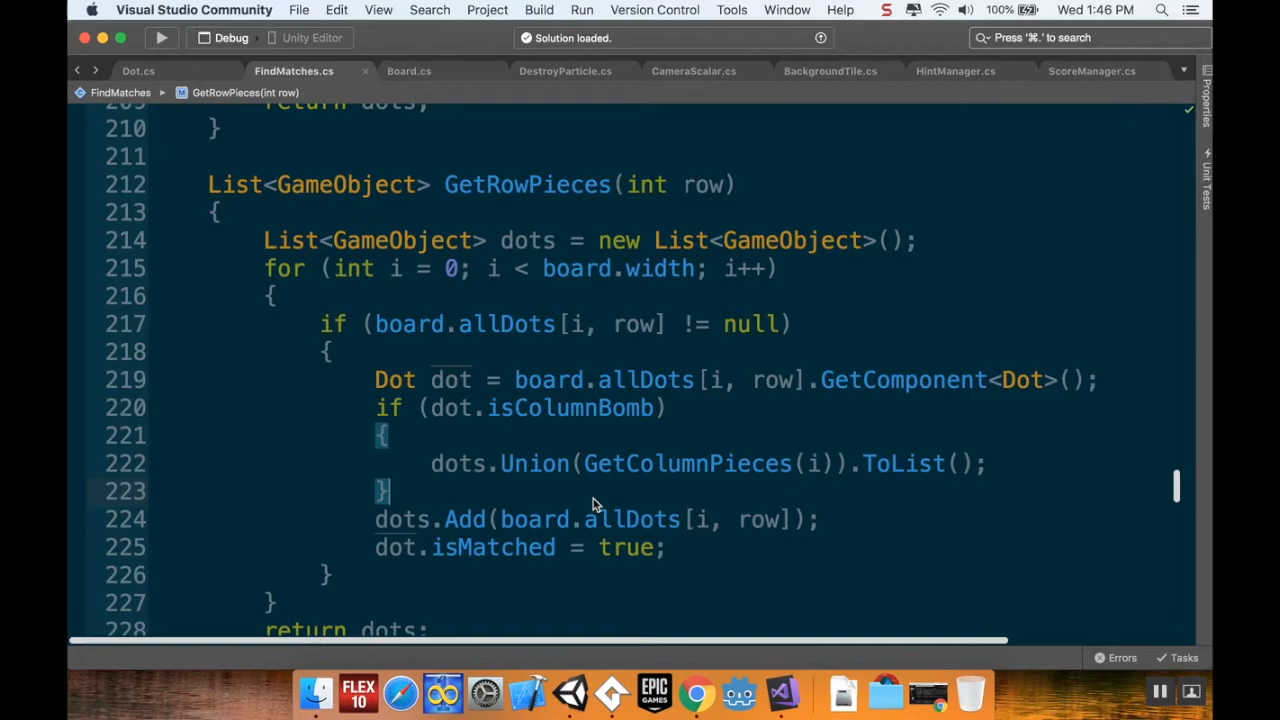 Visual Studio Community File Edit View Search Project Build Run Version Control Tools Window Help S 100% Wed 1:46 PM
Debug Unity Editor Solution loaded. Press '⌘.' to search
Dot.cs FindMatches.cs × Board.cs DestroyParticle.cs CameraScalar.cs BackgroundTile.cs HintManager.cs ScoreManager.cs
FindMatches M GetRowPieces(int row)
Properties
Unit Tests
209 return dots;
210 }
211
212 List<GameObject> GetRowPieces(int row)
213 {
214 List<GameObject> dots = new List<GameObject>();
215 for (int i = 0; i < board.width; i++)
216 {
217 if (board.allDots[i, row] != null)
218 {
219 Dot dot = board.allDots[i, row].GetComponent<Dot>();
220 if (dot.isColumnBomb)
221 {
222 dots.Union(GetColumnPieces(i)).ToList();
223 }
224 dots.Add(board.allDots[i, row]);
225 dot.isMatched = true;
226 }
227 }
228 return dots;
Errors Tasks
FLEX 10 EPIC GAMES